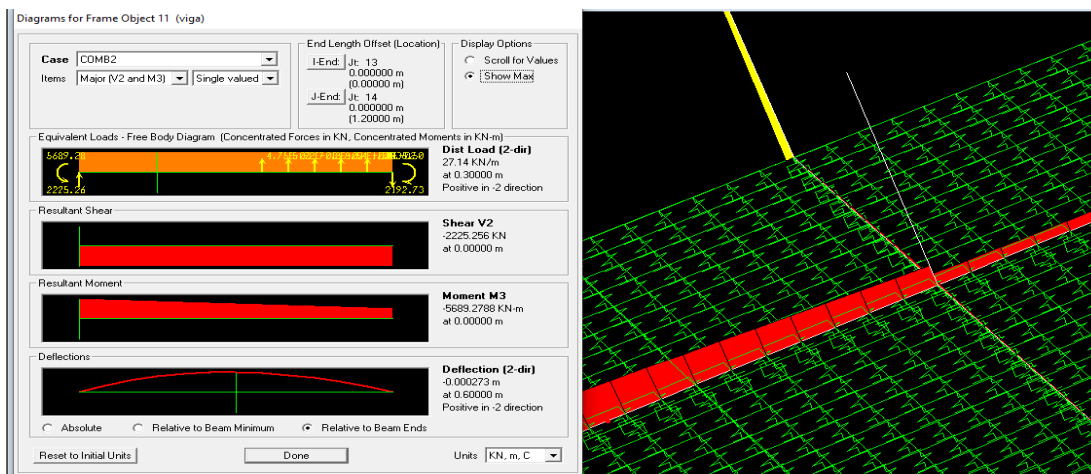 Diagrams for Frame Object 11 (viga)
Case COMB2
Items Major (V2 and M3) Single valued
End Length Offset (Location)
I-End: Jt: 13
0.000000 m
(0.00000 m)
J-End: Jt: 14
0.000000 m
(1.20000 m)
Display Options
Scroll for Values
Show Max
Equivalent Loads - Free Body Diagram (Concentrated Forces in KN, Concentrated Moments in KN-m)
5689.28
2225.26
2192.73
Dist Load (2-dir)
27.14 KN/m
at 0.30000 m
Positive in -2 direction
Resultant Shear
Shear V2
-2225.256 KN
at 0.00000 m
Resultant Moment
Moment M3
-5689.2788 KN-m
at 0.00000 m
Deflections
Deflection (2-dir)
-0.000273 m
at 0.60000 m
Positive in -2 direction
Absolute Relative to Beam Minimum Relative to Beam Ends
Reset to Initial Units Done Units KN, m, C